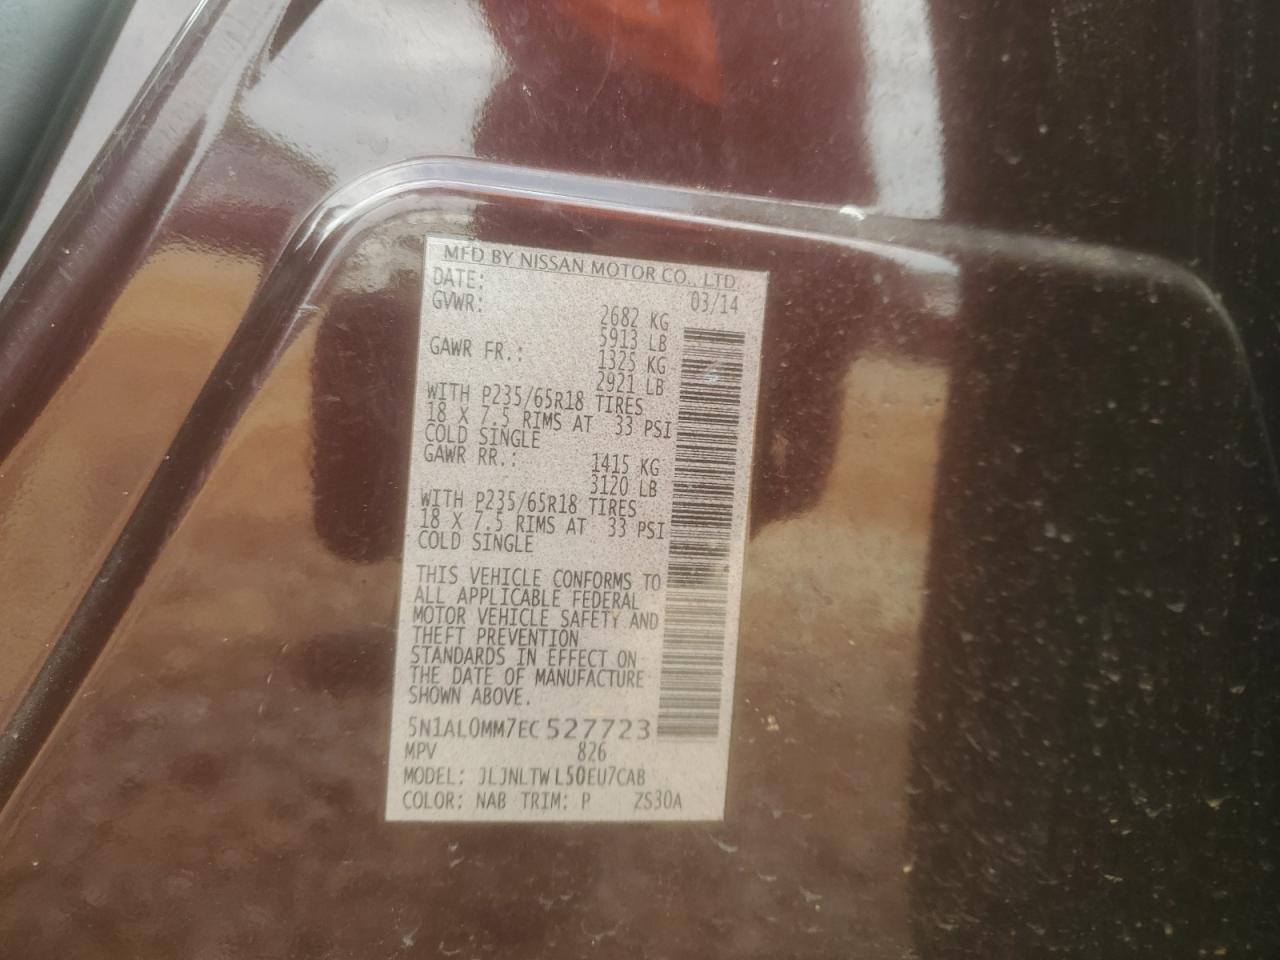 MFD BY NISSAN MOTOR CO., LTD.
DATE: 03/14
GVWR: 2682 KG
5913 LB
GAWR FR.: 1325 KG
2921 LB
WITH P235/65R18 TIRES
18 X 7.5 RIMS AT 33 PSI
COLD SINGLE
GAWR RR.: 1415 KG
3120 LB
WITH P235/65R18 TIRES
18 X 7.5 RIMS AT 33 PSI
COLD SINGLE
THIS VEHICLE CONFORMS TO
ALL APPLICABLE FEDERAL
MOTOR VEHICLE SAFETY AND
THEFT PREVENTION
STANDARDS IN EFFECT ON
THE DATE OF MANUFACTURE
SHOWN ABOVE.
5N1AL0MM7EC527723
MPV 826
MODEL: JLJNLTWL50EU7CAB
COLOR: NAB TRIM: P ZS30A